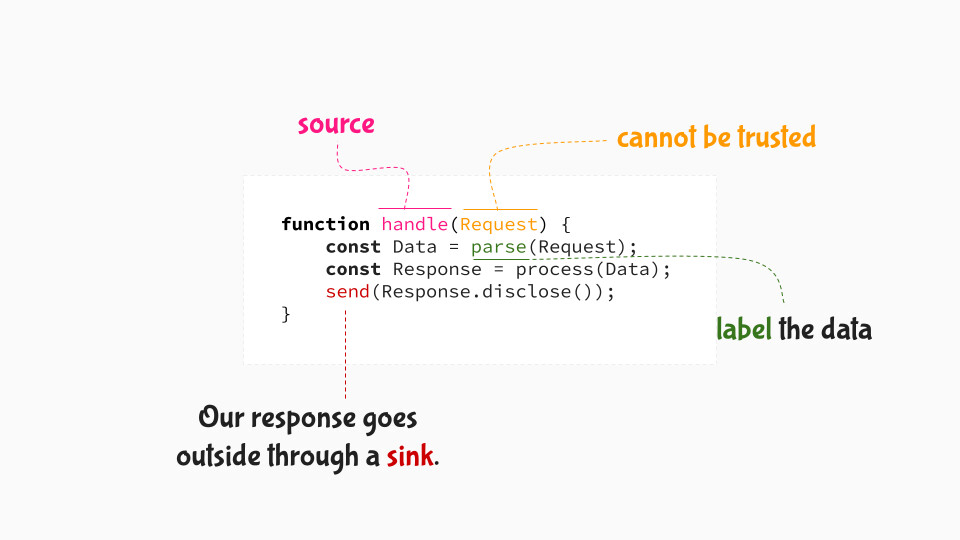 source
cannot be trusted
function handle(Request) {
    const Data = parse(Request);
    const Response = process(Data);
    send(Response.disclose());
}
label the data
Our response goes
outside through a sink.